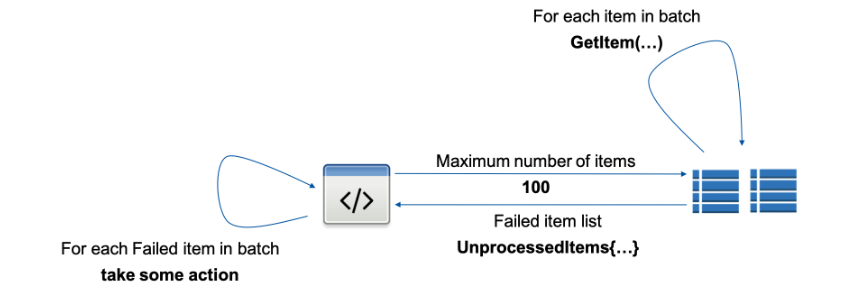 For each item in batch
GetItem(...)
Maximum number of items
100
</>
Failed item list
UnprocessedItems{...}
For each Failed item in batch
take some action